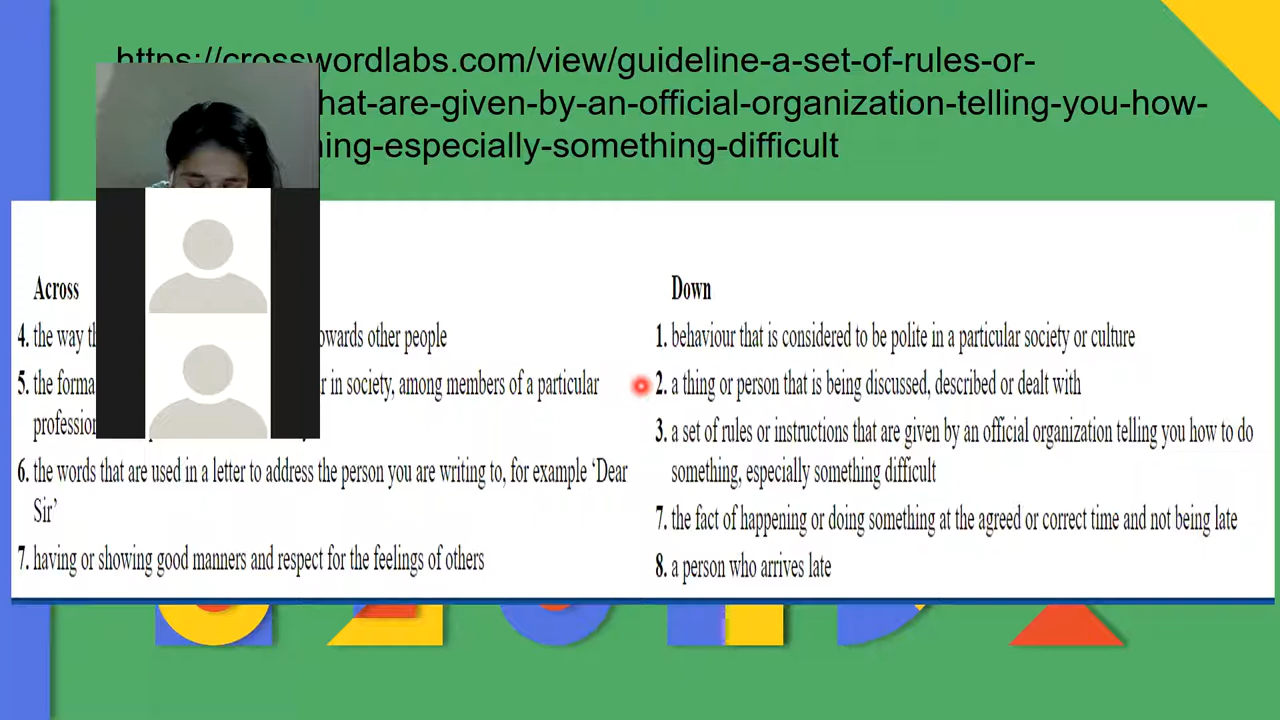 https://crosswordlabs.com/view/guideline-a-set-of-rules-or-
hat-are-given-by-an-official-organization-telling-you-how-
hing-especially-something-difficult
Across
4. the way owards other people
5. the forma r in society, among members of a particular
profession
6. the words that are used in a letter to address the person you are writing to, for example ‘Dear
Sir’
7. having or showing good manners and respect for the feelings of others
Down
1. behaviour that is considered to be polite in a particular society or culture
2. a thing or person that is being discussed, described or dealt with
3. a set of rules or instructions that are given by an official organization telling you how to do
something, especially something difficult
7. the fact of happening or doing something at the agreed or correct time and not being late
8. a person who arrives late